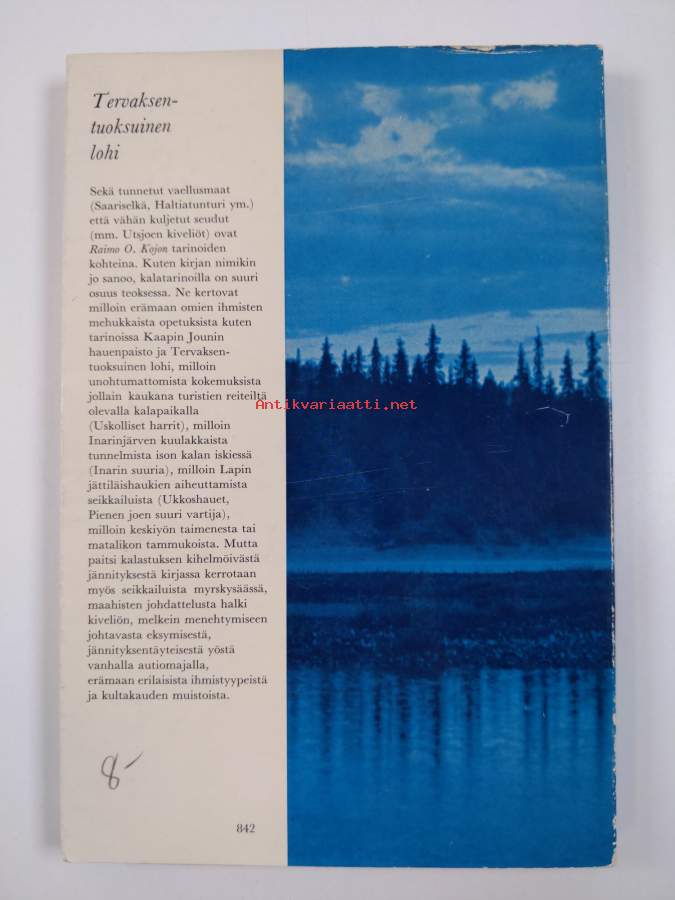 Tervaksen-
tuoksuinen
lohi
Sekä tunnetut vaellusmaat
(Saariselkä, Haltiatunturi ym.)
että vähän kuljetut seudut
(mm. Utsjoen kiveliöt) ovat
Raimo O. Kojon tarinoiden
kohteina. Kuten kirjan nimikin
jo sanoo, kalatarinoilla on suuri
osuus teoksessa. Ne kertovat
milloin erämaan omien ihmisten
mehukkaista opetuksista kuten
tarinoissa Kaapin Jounin
hauenpaisto ja Tervaksen-
tuoksuinen lohi, milloin
unohtumattomista kokemuksista
jollain kaukana turistien reiteiltä
olevalla kalapaikalla
(Uskolliset harrit), milloin
Inarinjärven kuulakkaista
tunnelmista ison kalan iskiessä
(Inarin suuria), milloin Lapin
jättiläishaukien aiheuttamista
seikkailuista (Ukkoshauet,
Pienen joen suuri vartija),
milloin keskiyön taimenesta tai
matalikon tammukoista. Mutta
paitsi kalastuksen kihelmöivästä
jännityksestä kirjassa kerrotaan
myös seikkailuista myrskysäässä,
maahisten johdattelusta halki
kiveliön, melkein menehtymiseen
johtavasta eksymisestä,
jännityksentäyteisestä yöstä
vanhalla autiomajalla,
erämaan erilaisista ihmistyypeistä
ja kultakauden muistoista.
8-
842
Antikvariaatti.net